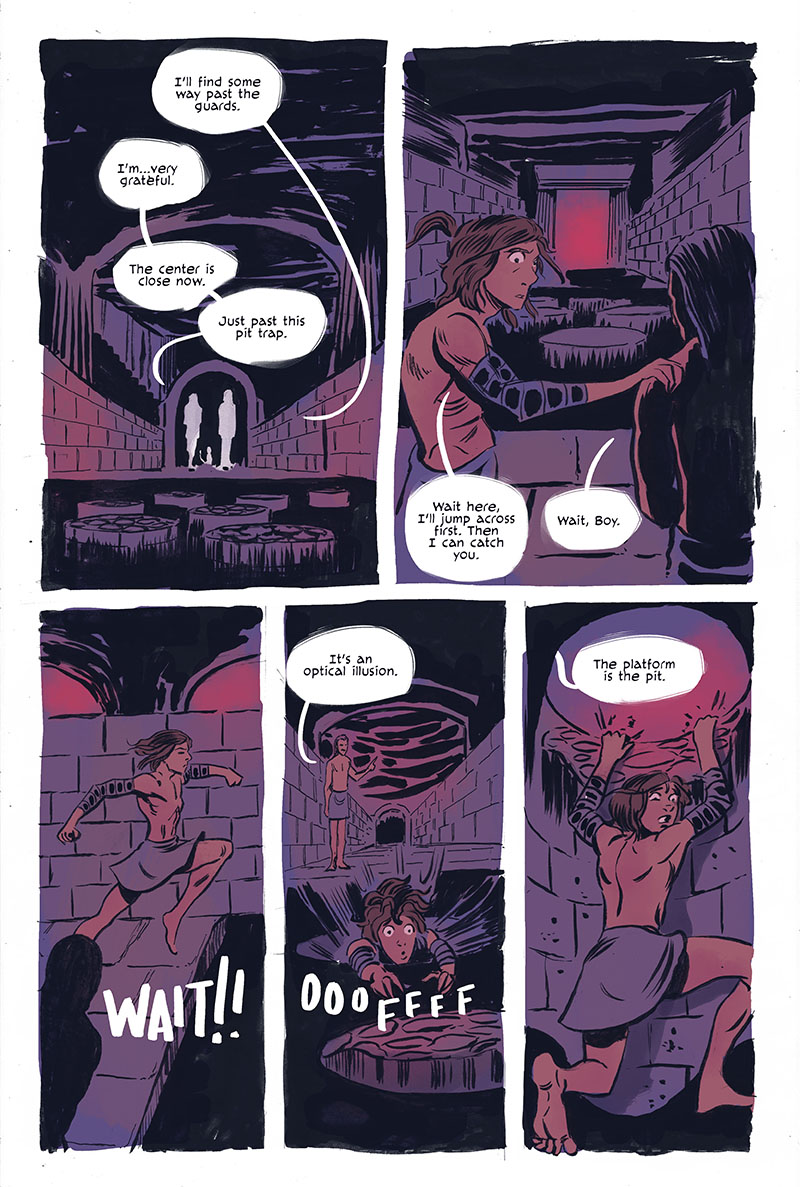 I'll find some
way past the
guards.
I'm...very
grateful.
The center is
close now.
Just past this
pit trap.
Wait here,
I'll jump across
first. Then
I can catch
you.
Wait, Boy.
WAIT!!
It's an
optical illusion.
OOOFFFF
The platform
is the pit.